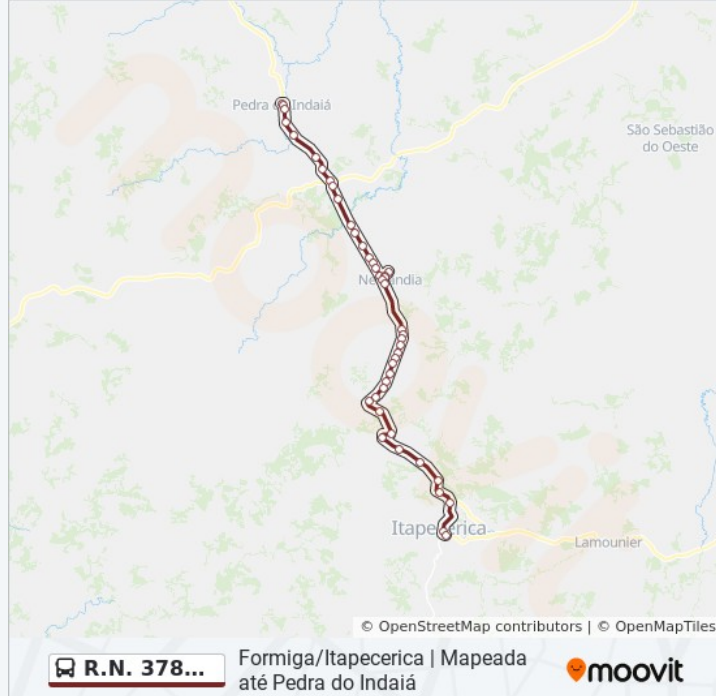 Pedra do Indaiá
São Sebastião
do Oeste
Itapecerica
Lamounier
© OpenStreetMap contributors | © OpenMapTiles
R.N. 378...
Formiga/Itapecerica | Mapeada
até Pedra do Indaiá
moovit